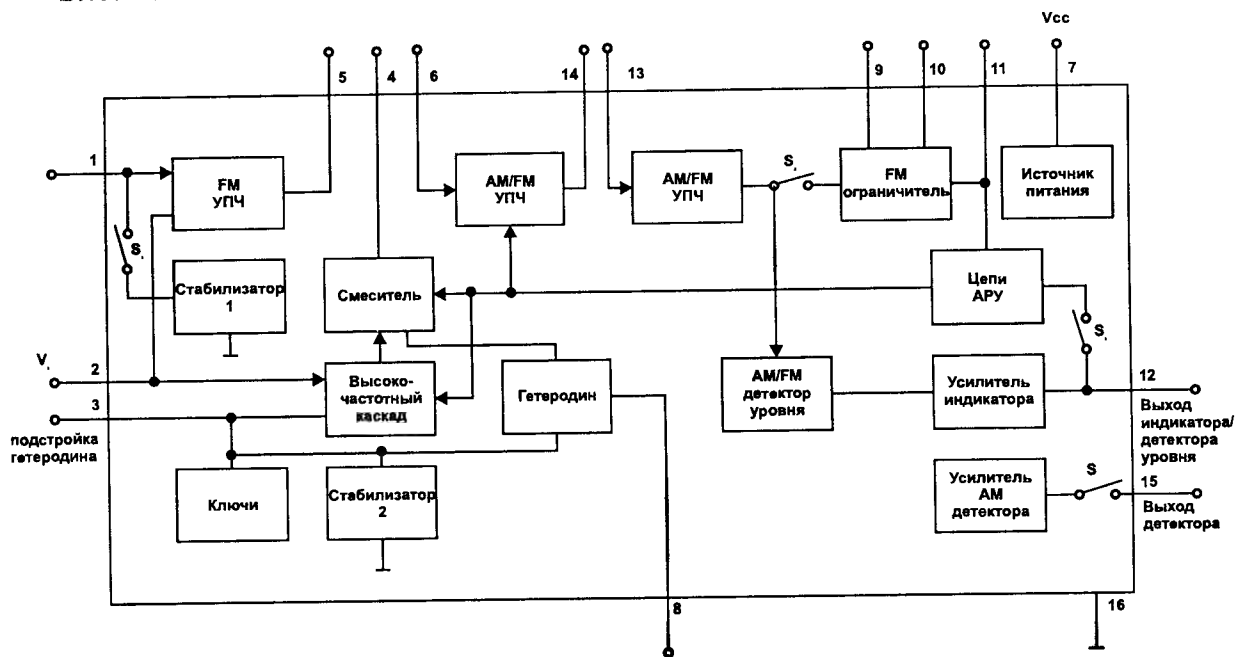 Vcc
5
4
6
14
13
9
10
11
7
1
FM
УПЧ
AM/FM
УПЧ
AM/FM
УПЧ
S
FM
ограничитель
Источник
питания
S
Стабилизатор
1
Смеситель
Цепи
АРУ
S
V
2
3
подстройка
гетеродина
Высоко-
частотный
каскад
Гетеродин
AM/FM
детектор
уровня
Усилитель
индикатора
12
Выход
индикатора/
детектора
уровня
Ключи
Стабилизатор
2
Усилитель
АМ
детектора
S
15
Выход
детектора
8
16